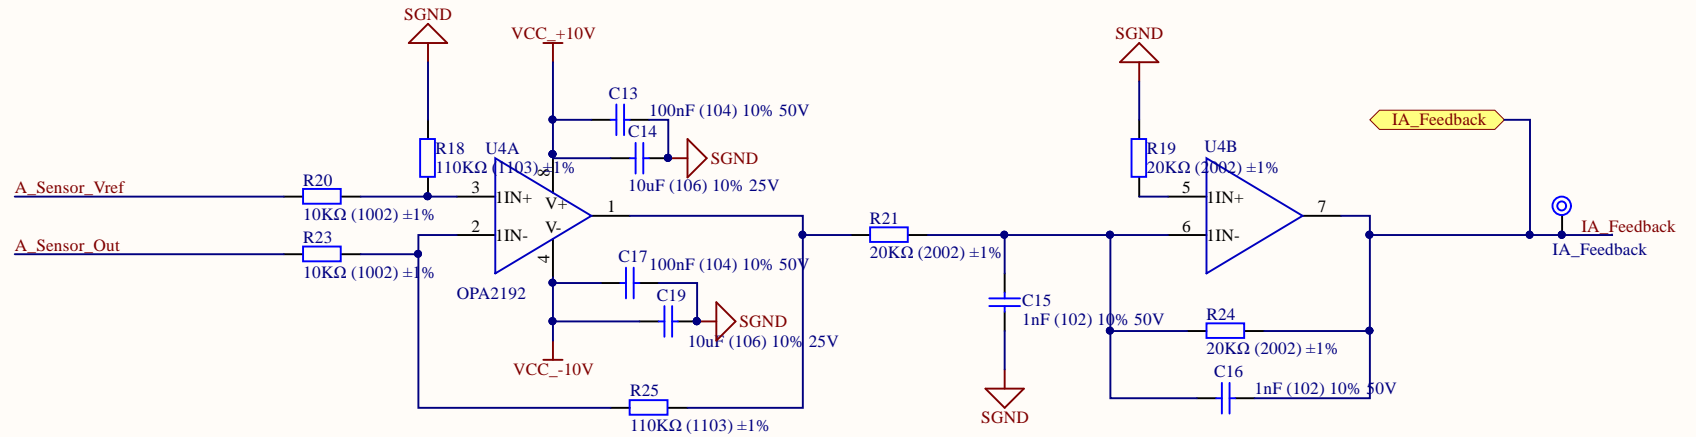 SGND
VCC_+10V
SGND
C13
100nF (104) 10% 50V
IA_Feedback
C14
R18
U4A
110KΩ (1103) ±1%
8
SGND
R19
U4B
20KΩ (2002) ±1%
10uF (106) 10% 25V
A_Sensor_Vref
R20
3
1IN+
V+
5
1IN+
10KΩ (1002) ±1%
1
7
2
1IN-
V-
R21
6
1IN-
IA_Feedback
A_Sensor_Out
R23
4
20KΩ (2002) ±1%
IA_Feedback
10KΩ (1002) ±1%
C17
100nF (104) 10% 50V
OPA2192
C19
C15
SGND
1nF (102) 10% 50V
R24
10uF (106) 10% 25V
20KΩ (2002) ±1%
VCC_-10V
C16
R25
1nF (102) 10% 50V
SGND
110KΩ (1103) ±1%